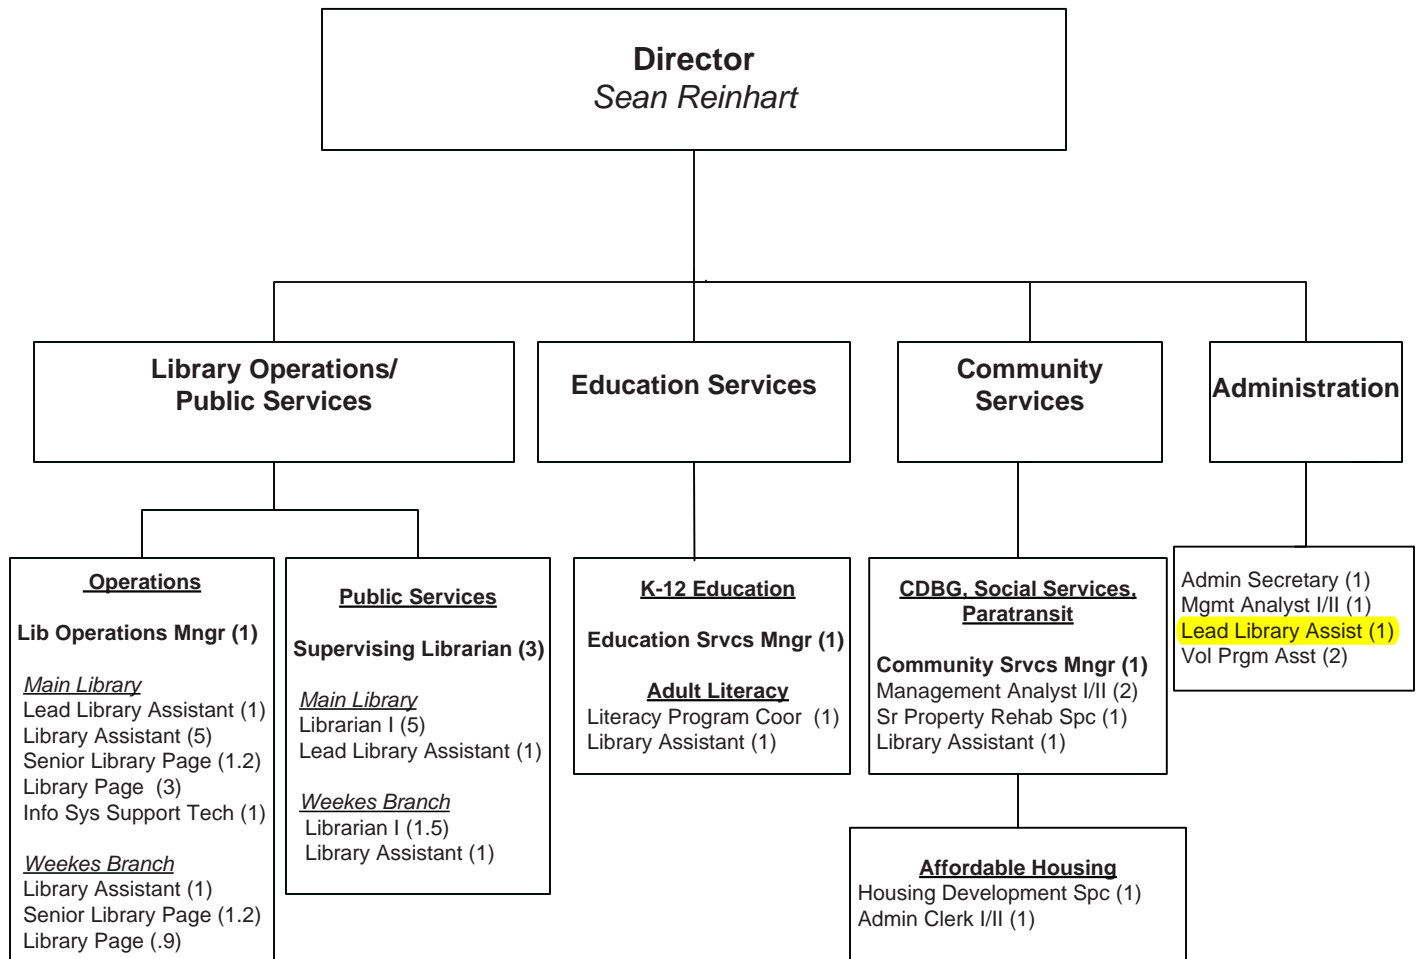 Director
Sean Reinhart
Library Operations/
Public Services
Education Services
Community
Services
Administration
Operations
Lib Operations Mngr (1)
Main Library
Lead Library Assistant (1)
Library Assistant (5)
Senior Library Page (1.2)
Library Page (3)
Info Sys Support Tech (1)
Weekes Branch
Library Assistant (1)
Senior Library Page (1.2)
Library Page (.9)
Public Services
Supervising Librarian (3)
Main Library
Librarian I (5)
Lead Library Assistant (1)
Weekes Branch
Librarian I (1.5)
Library Assistant (1)
K-12 Education
Education Srvcs Mngr (1)
Adult Literacy
Literacy Program Coor (1)
Library Assistant (1)
CDBG, Social Services,
Paratransit
Community Srvcs Mngr (1)
Management Analyst I/II (2)
Sr Property Rehab Spc (1)
Library Assistant (1)
Affordable Housing
Housing Development Spc (1)
Admin Clerk I/II (1)
Admin Secretary (1)
Mgmt Analyst I/II (1)
Lead Library Assist (1)
Vol Prgm Asst (2)